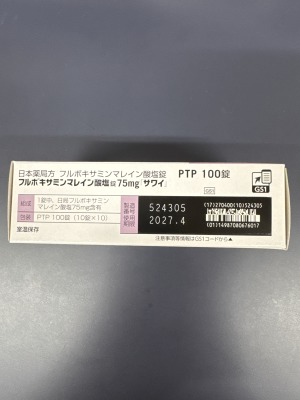 日本薬局方 フルボキサミンマレイン酸塩錠 PTP 100錠
フルボキサミンマレイン酸塩錠75mg「サワイ」
GS1
GS1
組成 1錠中、日局フルボキサミンマレイン酸塩75mg含有
包装 PTP 100錠 (10錠×10)
室温保存
製造番号 524305
使用期限 2027.4
(17)270400(10)524305
(01)14987080676017
注意事項等情報はGS1コードから▲